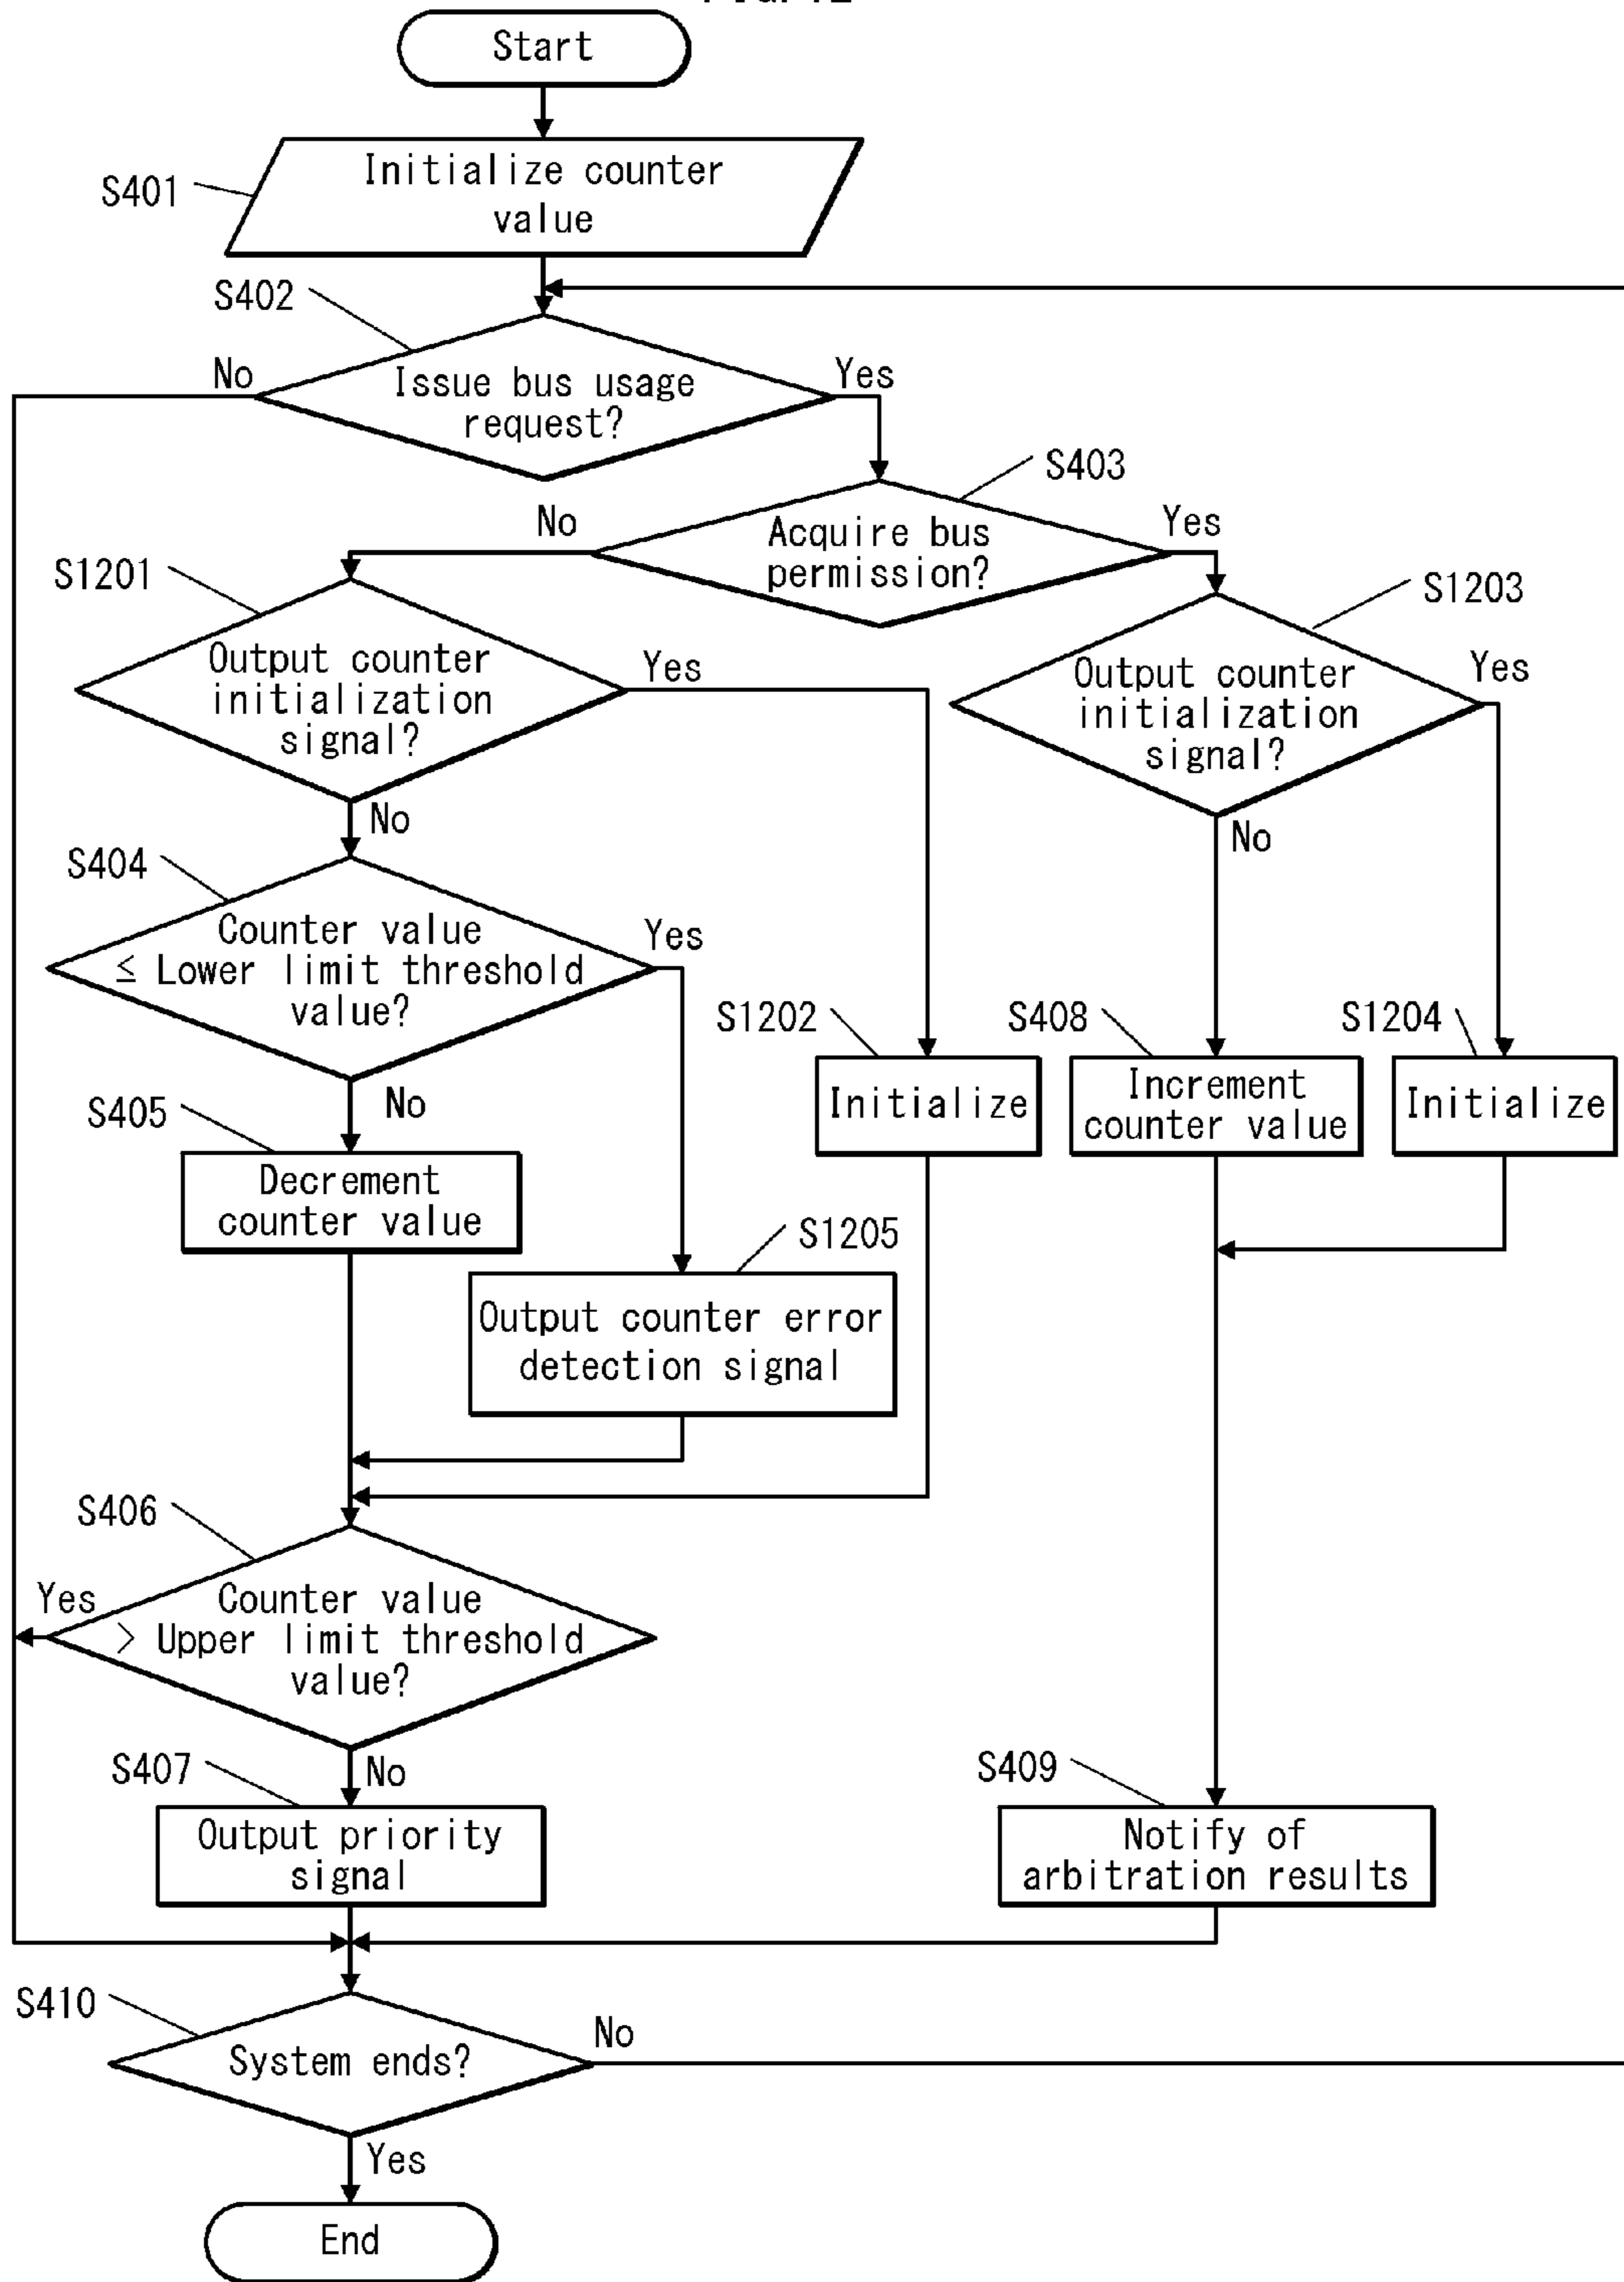 Start
Initialize counter
value
S401
S402
No
Issue bus usage
request?
Yes
S403
No
Acquire bus
permission?
Yes
S1201
Output counter
initialization
signal?
Yes
S1203
Output counter
initialization
signal?
Yes
No
No
S404
Counter value
≤ Lower limit threshold
value?
Yes
S1202
Initialize
S408
Increment
counter value
S1204
Initialize
No
S405
Decrement
counter value
S1205
Output counter error
detection signal
S406
Yes
Counter value
> Upper limit threshold
value?
No
S407
Output priority
signal
S409
Notify of
arbitration results
S410
System ends?
No
Yes
End